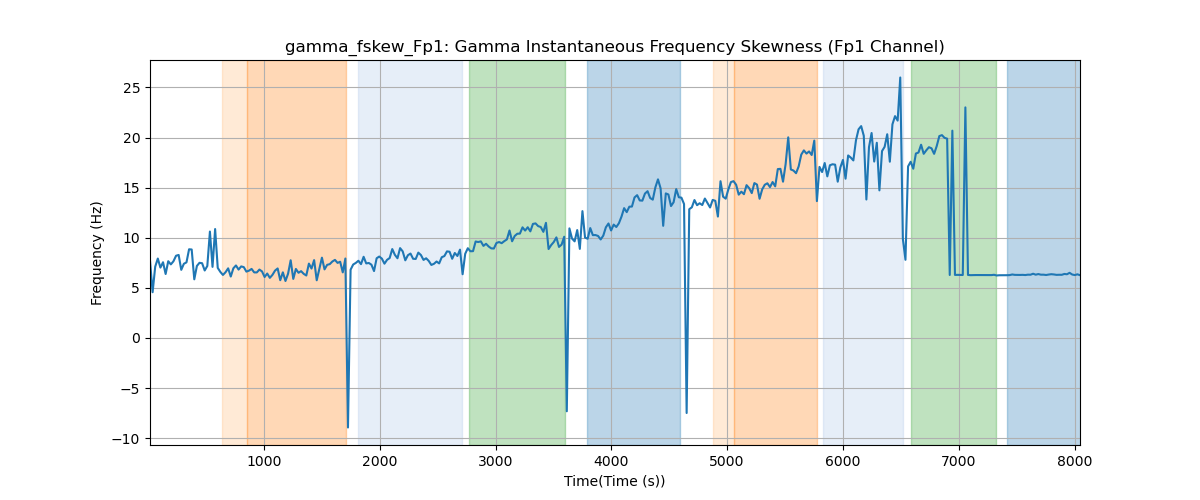 gamma_fskew_Fp1: Gamma Instantaneous Frequency Skewness (Fp1 Channel)
Frequency (Hz)
25
20
15
10
5
0
−5
−10
1000 2000 3000 4000 5000 6000 7000 8000
Time(Time (s))